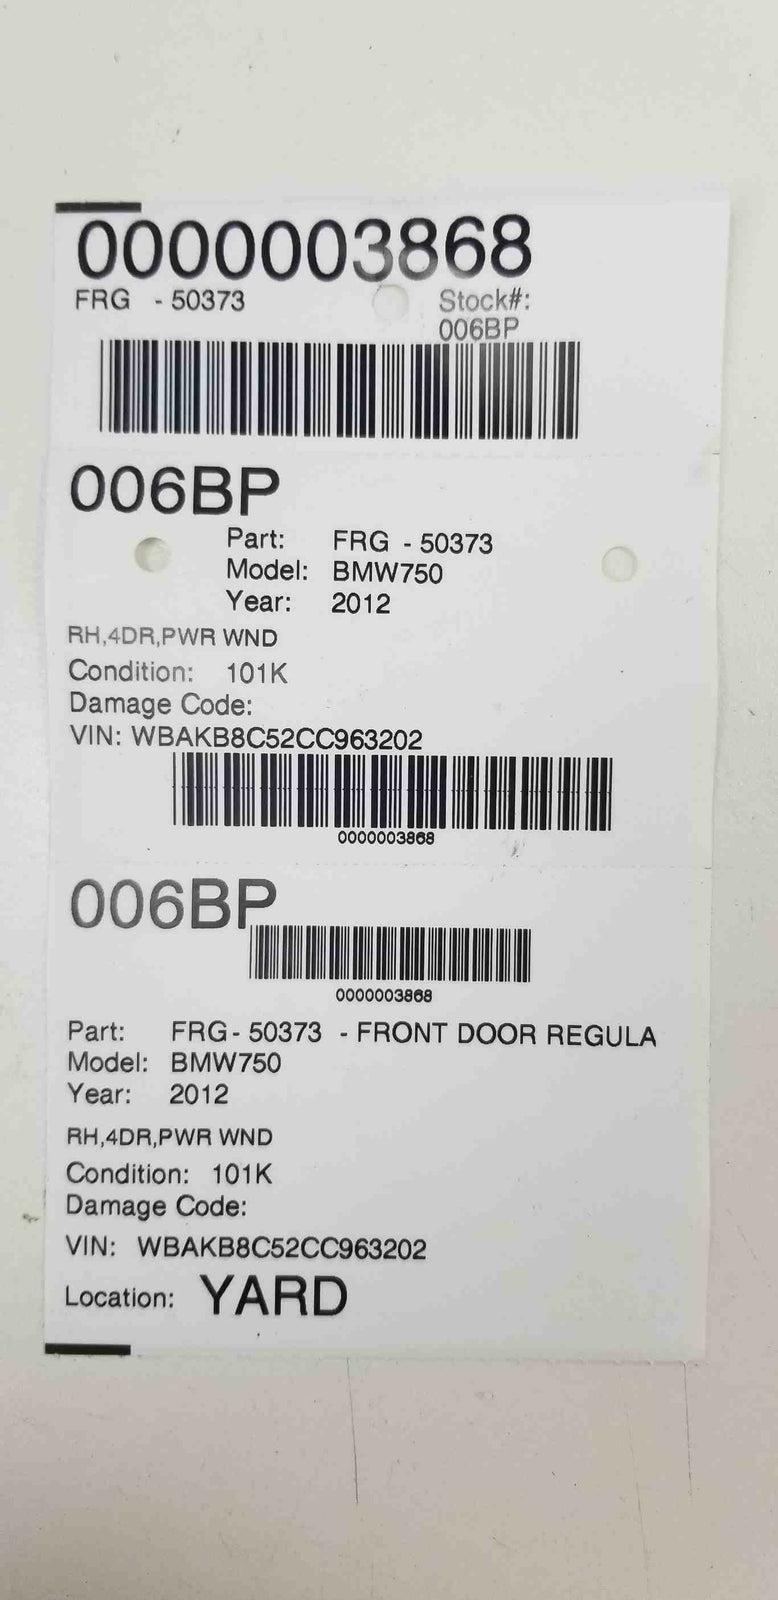 0000003868
FRG - 50373
Stock#:
006BP
006BP
Part: FRG - 50373
Model: BMW750
Year: 2012
RH,4DR,PWR WND
Condition: 101K
Damage Code:
VIN: WBAKB8C52CC963202
0000003868
006BP
0000003868
Part: FRG- 50373 - FRONT DOOR REGULA
Model: BMW750
Year: 2012
RH,4DR,PWR WND
Condition: 101K
Damage Code:
VIN: WBAKB8C52CC963202
Location: YARD